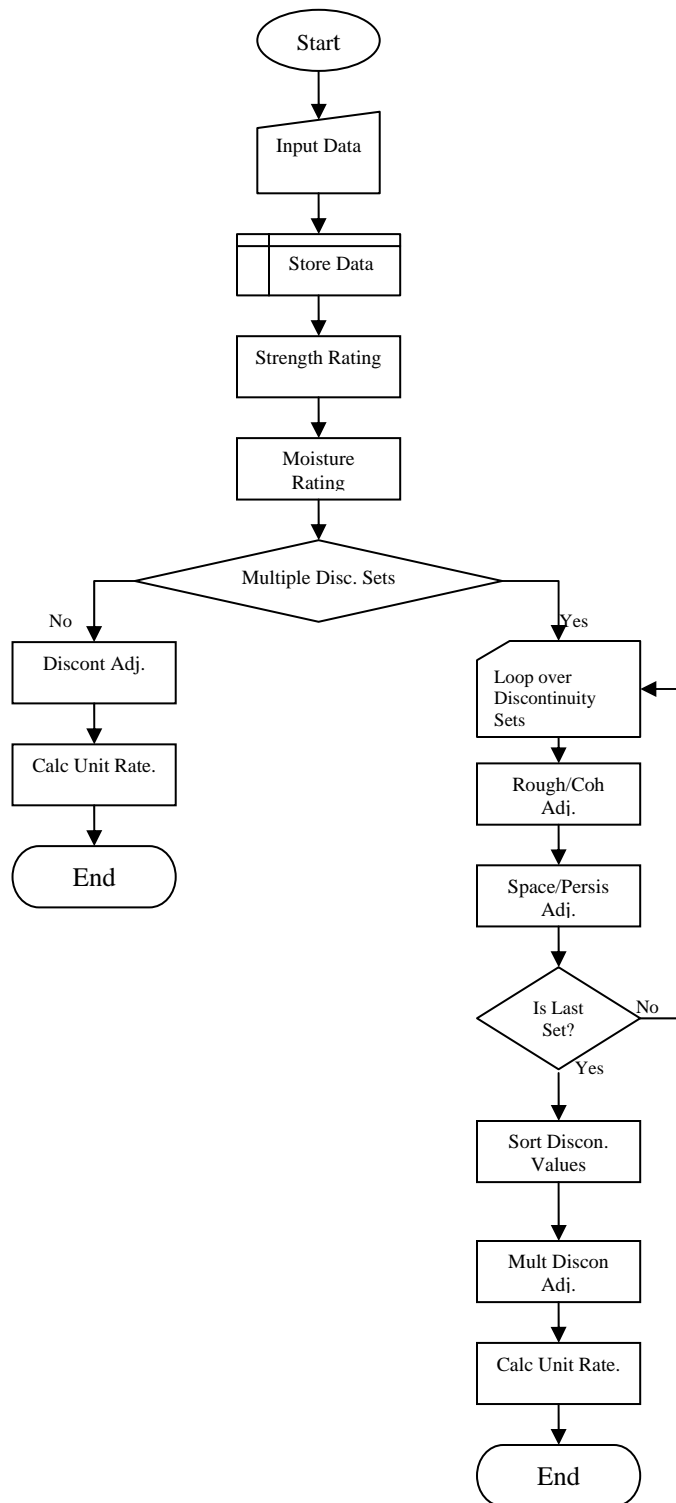 Start
Input Data
Store Data
Strength Rating
Moisture
Rating
Multiple Disc. Sets
No
Yes
Discont Adj.
Calc Unit Rate.
End
Loop over
Discontinuity
Sets
Rough/Coh
Adj.
Space/Persis
Adj.
Is Last
Set?
No
Yes
Sort Discon.
Values
Mult Discon
Adj.
Calc Unit Rate.
End